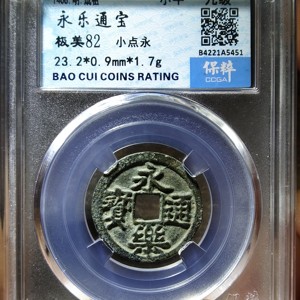 永乐通宝
极美82 小点永
23.2*0.9mm*1.7g
BAO CUI COINS RATING
B4221A5451
保粹
CCGA
永樂通寶